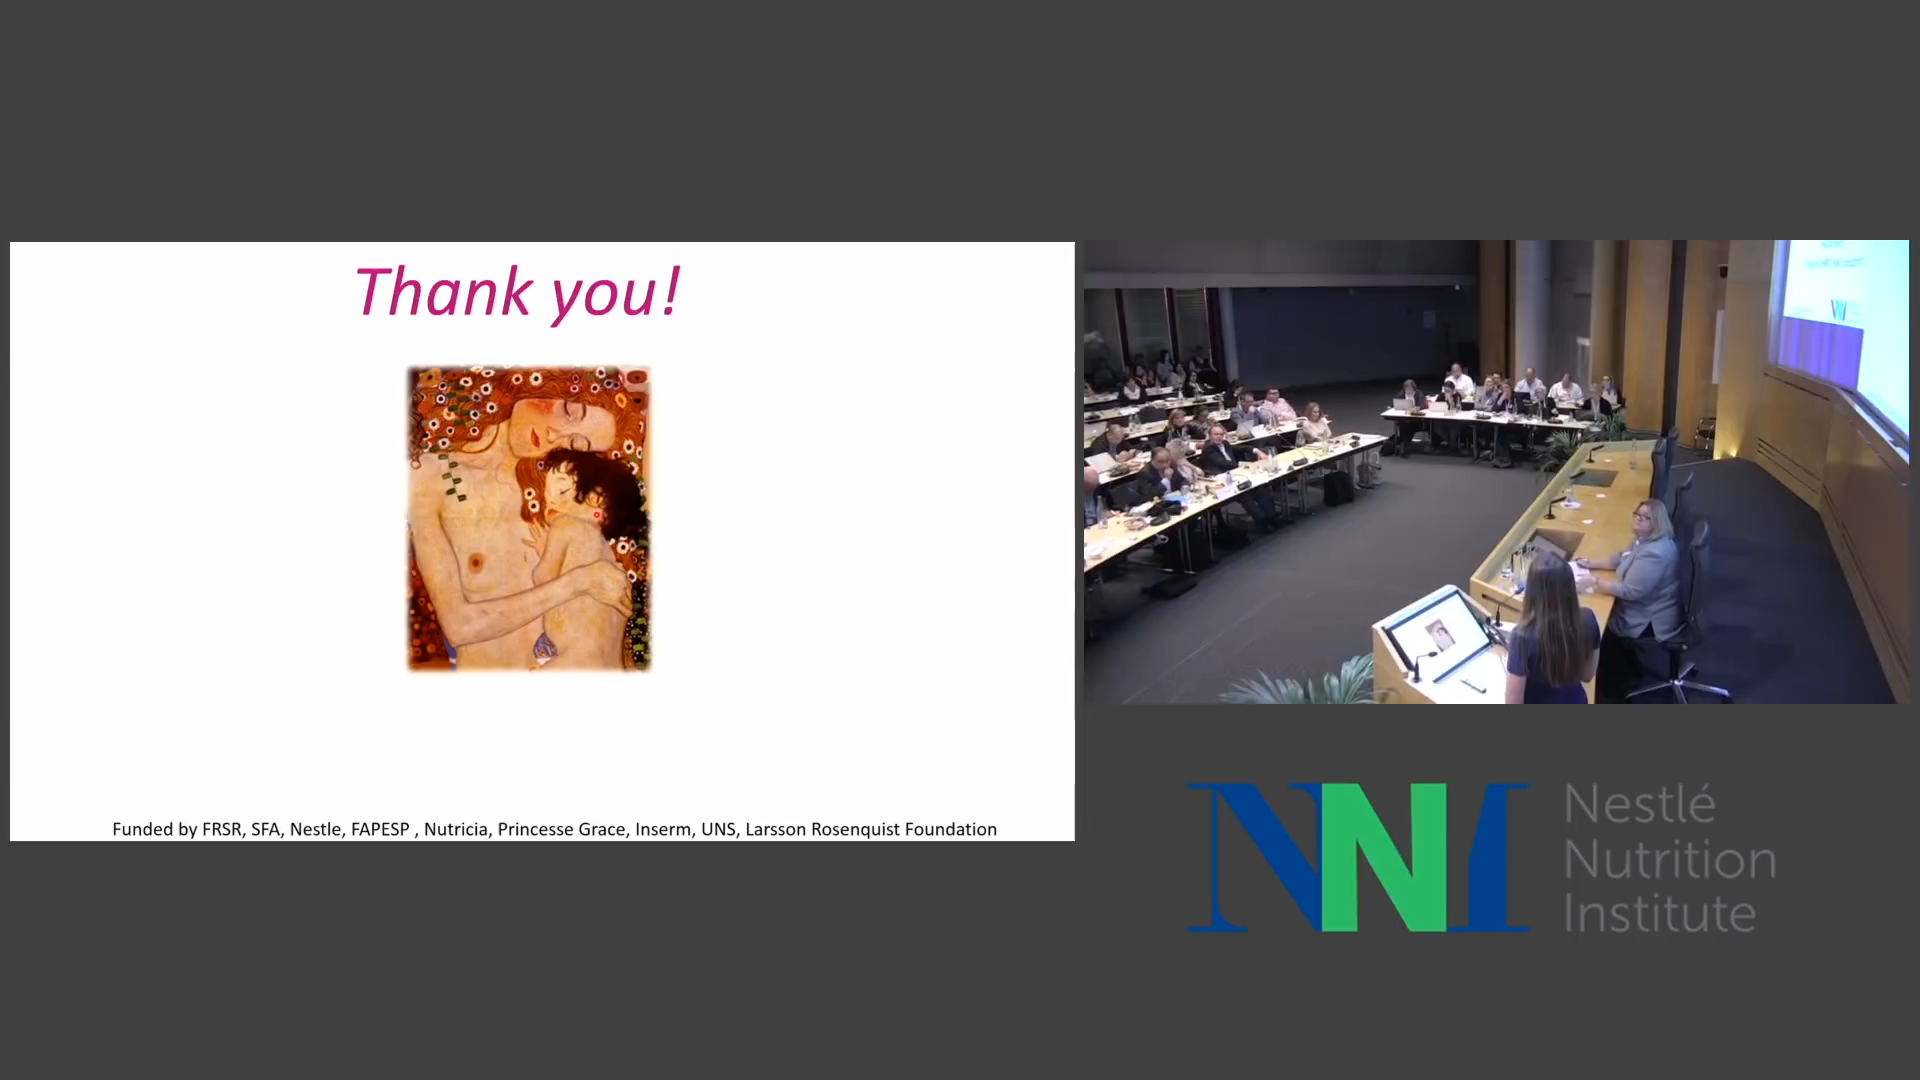 Thank you!
Funded by FRSR, SFA, Nestle, FAPESP , Nutricia, Princesse Grace, Inserm, UNS, Larsson Rosenquist Foundation
NNI
Nestlé
Nutrition
Institute